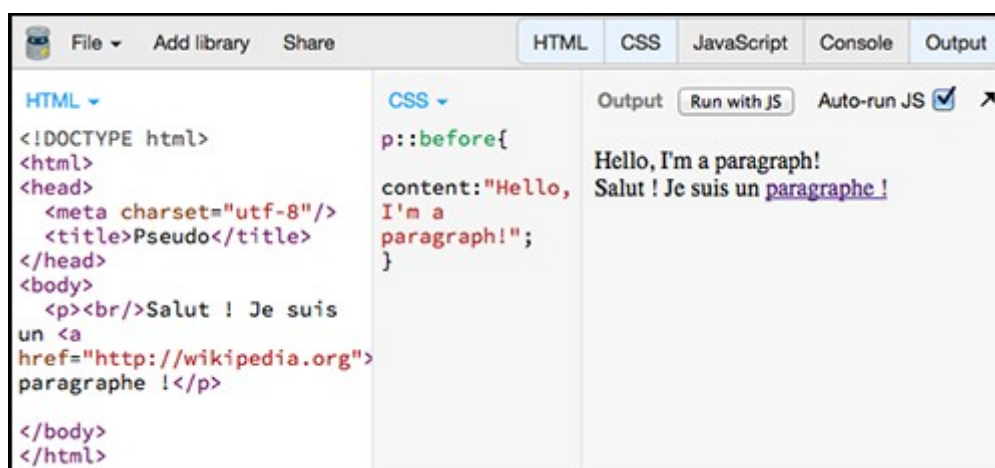 File Add library Share HTML CSS JavaScript Console Output
HTML
<!DOCTYPE html>
<html>
<head>
  <meta charset="utf-8"/>
  <title>Pseudo</title>
</head>
<body>
  <p><br/>Salut ! Je suis
un <a
href="http://wikipedia.org">
paragraphe !</p>

</body>
</html>
CSS
p::before{

content:"Hello,
I'm a
paragraph!";
}
Output Run with JS Auto-run JS
Hello, I'm a paragraph!
Salut ! Je suis un paragraphe !